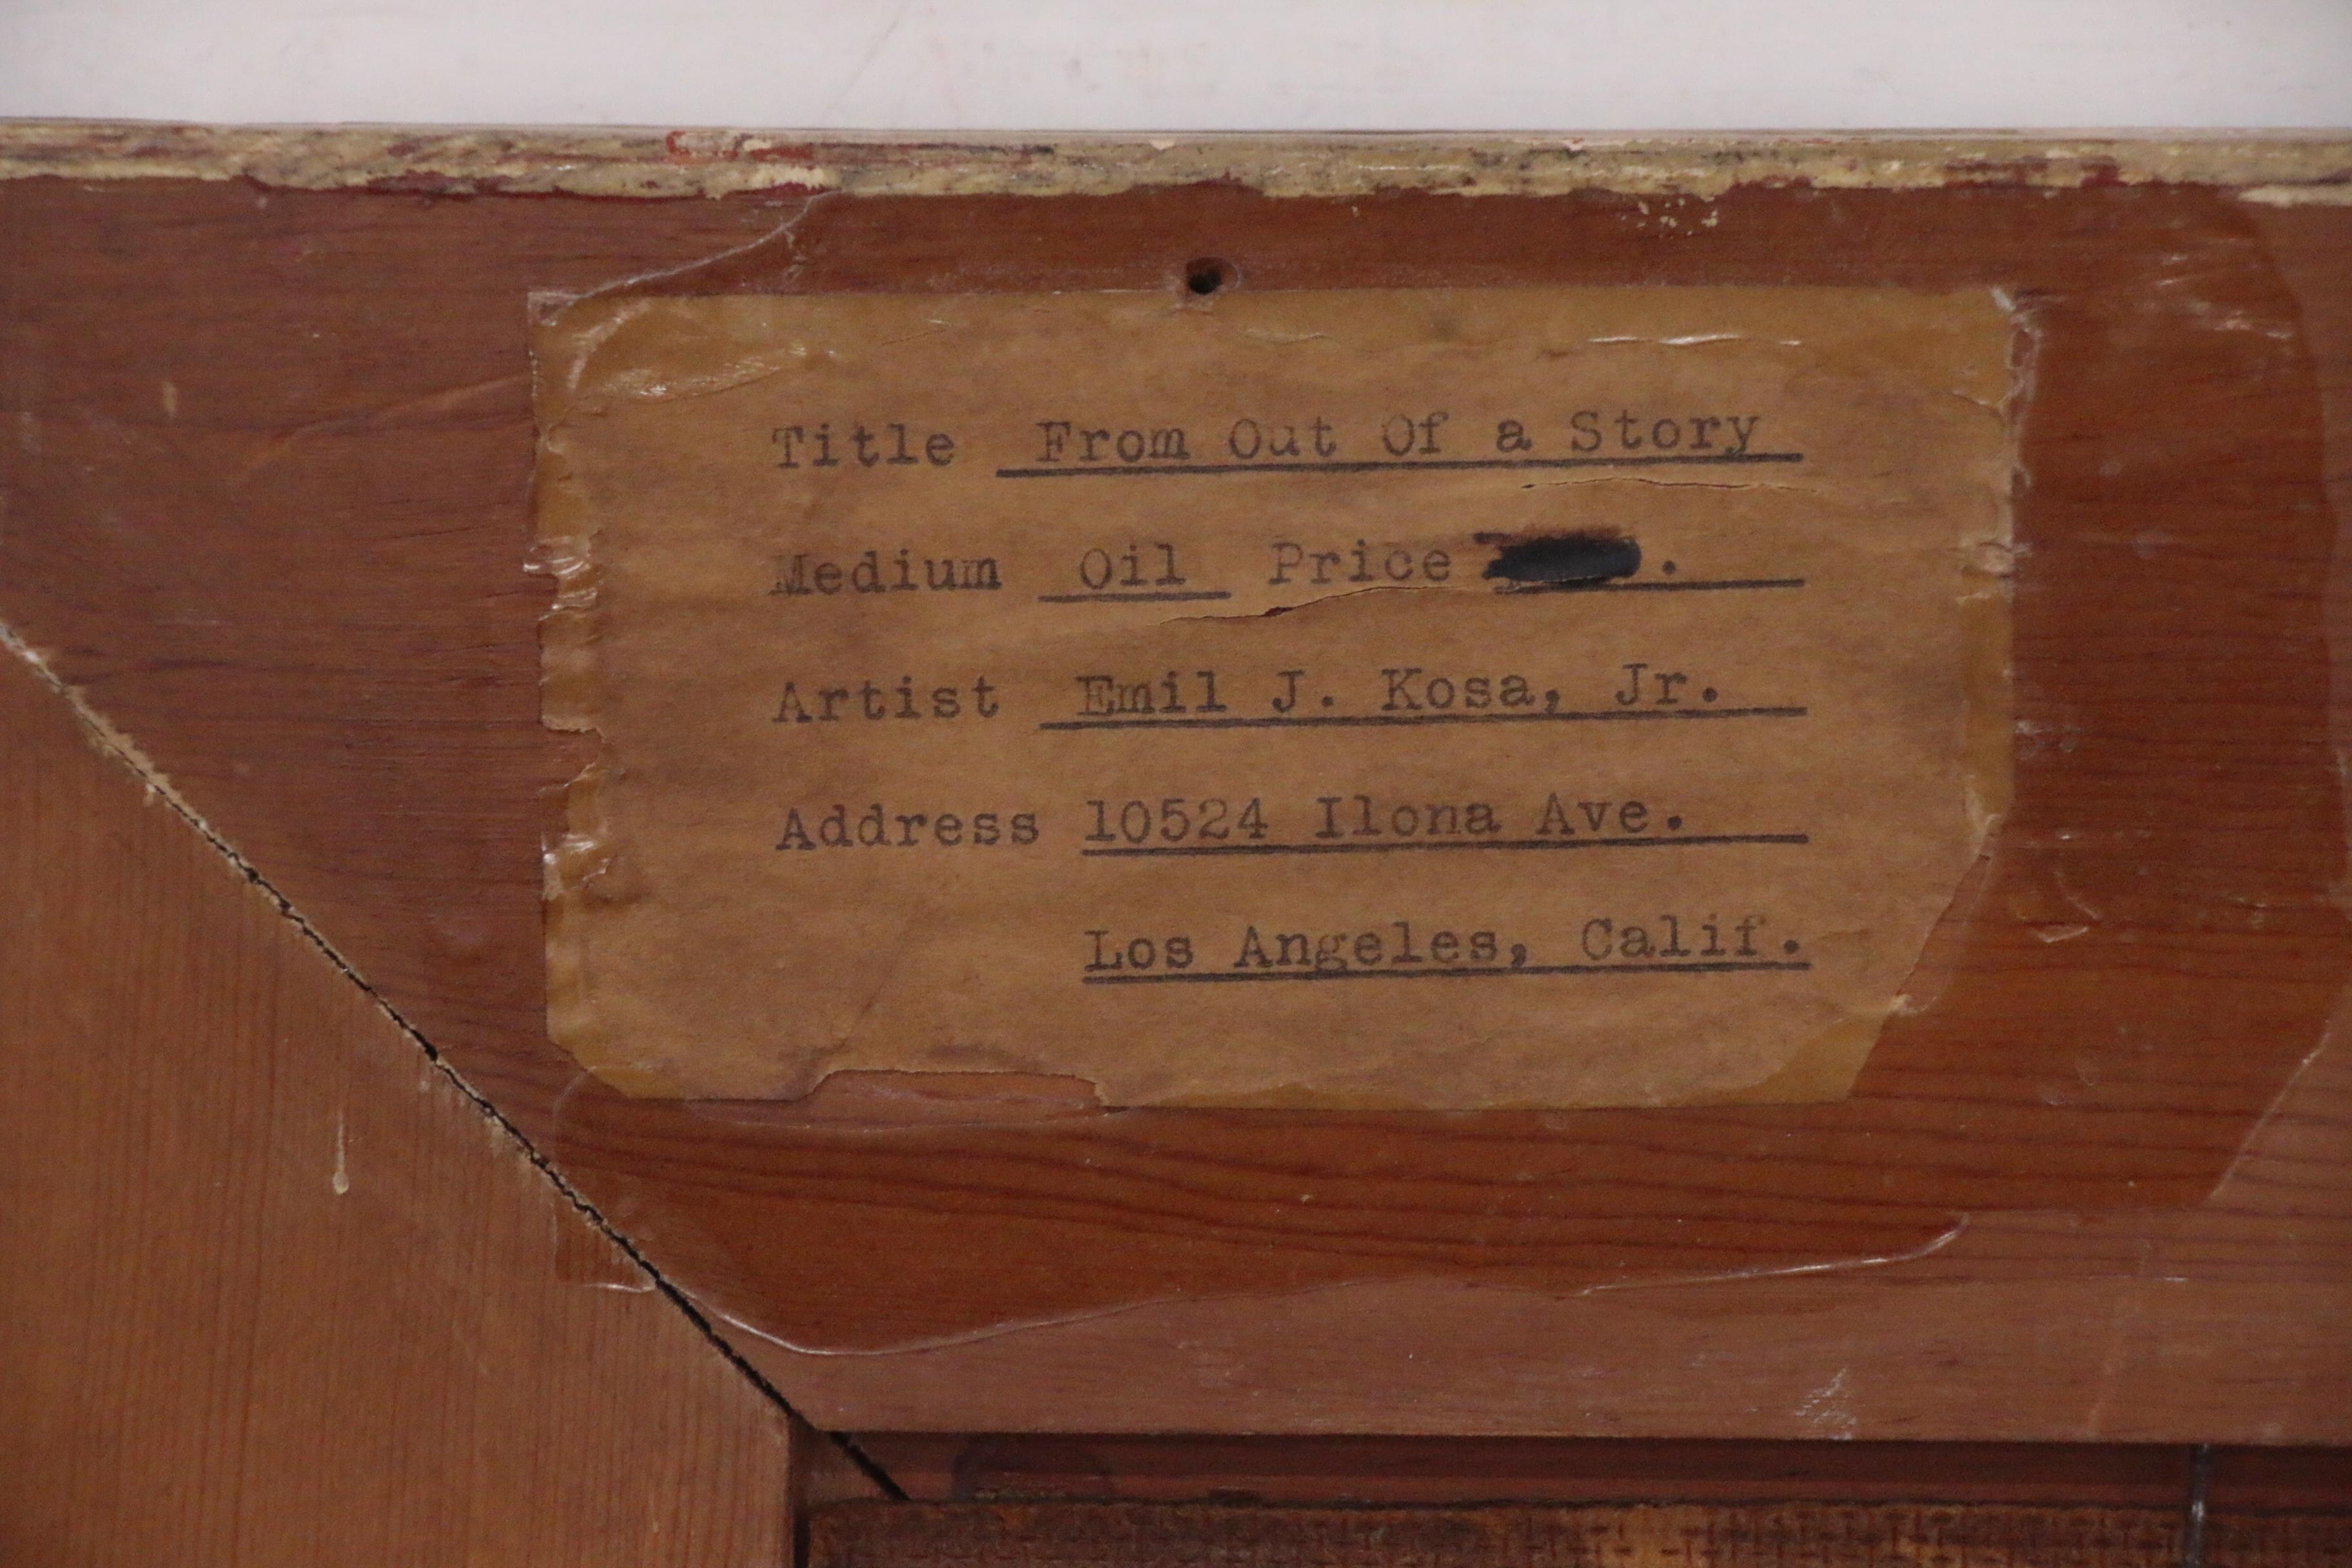 Title From Out Of a Story
Medium Oil Price .
Artist Emil J. Kosa, Jr.
Address 10524 Ilona Ave.
Los Angeles, Calif.